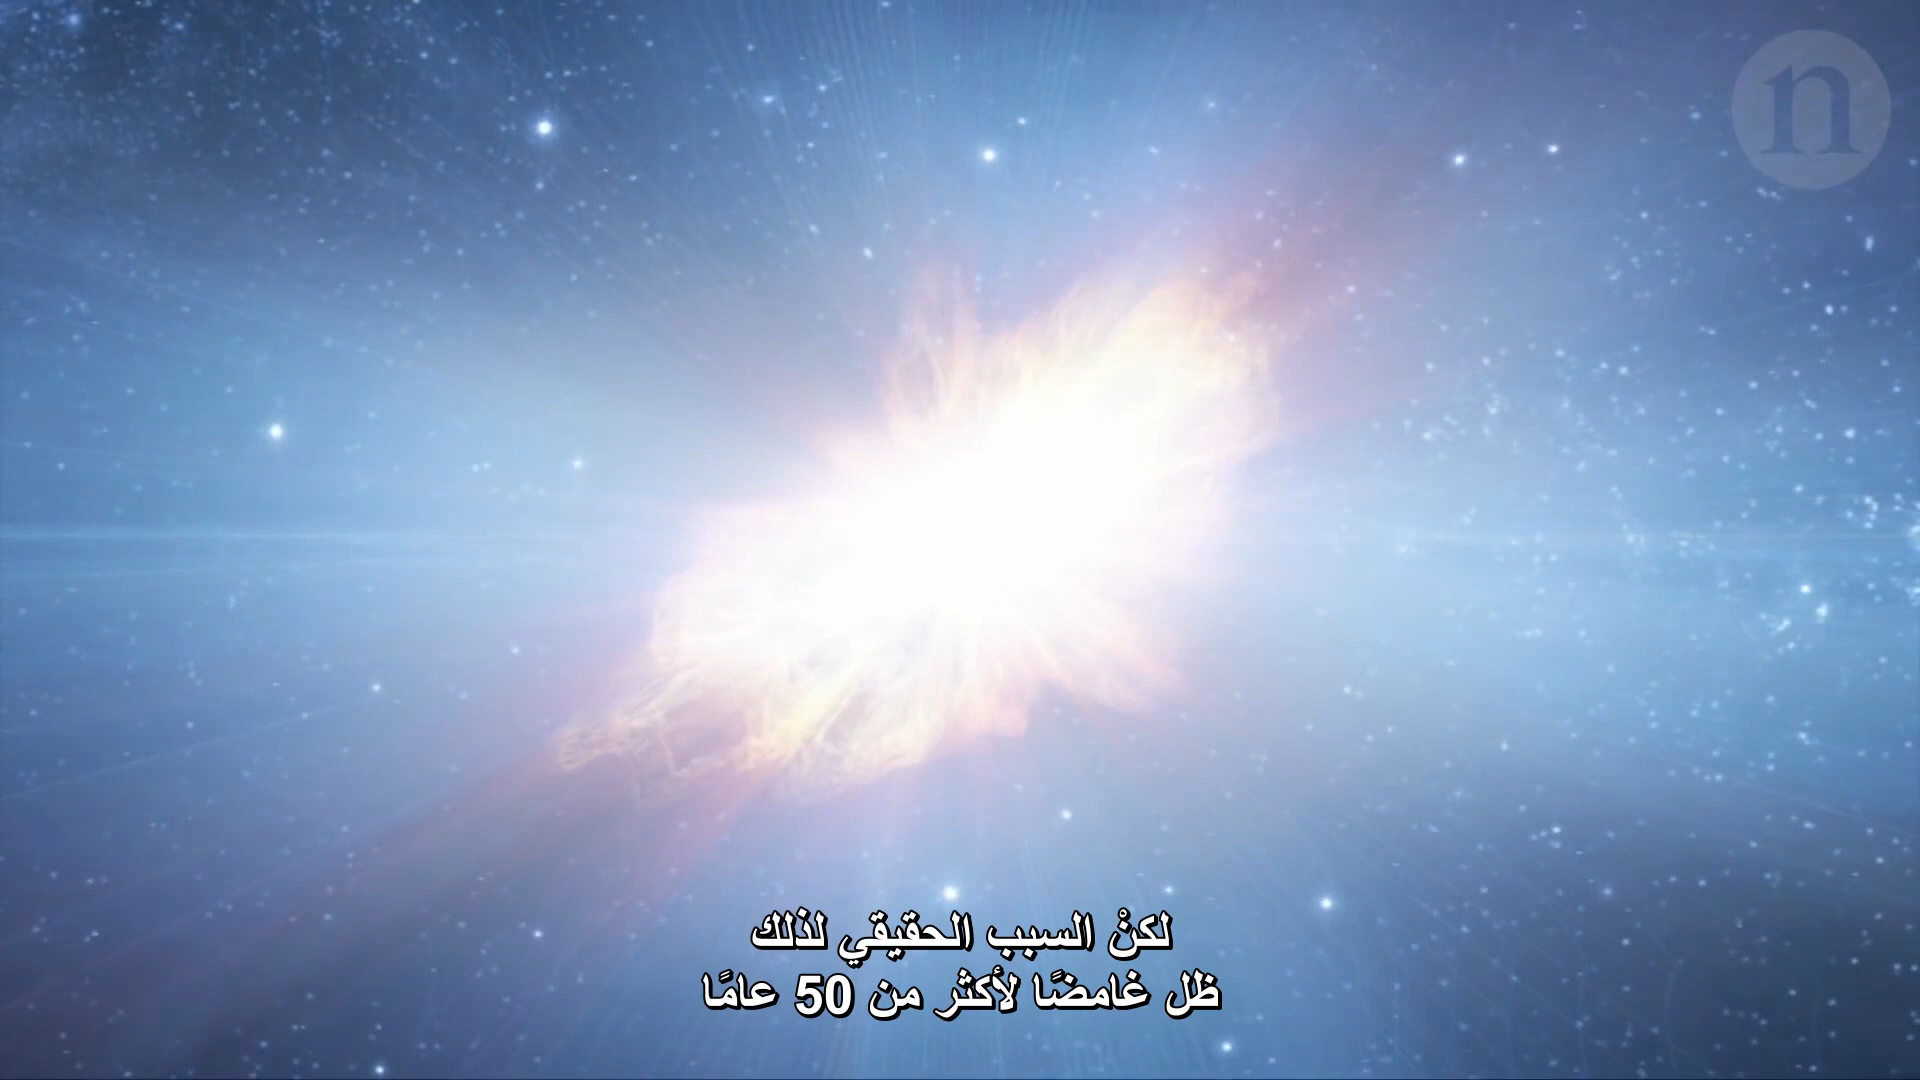 n
لكنْ السبب الحقيقي لذلك
ظل غامضًا لأكثر من 50 عامًا